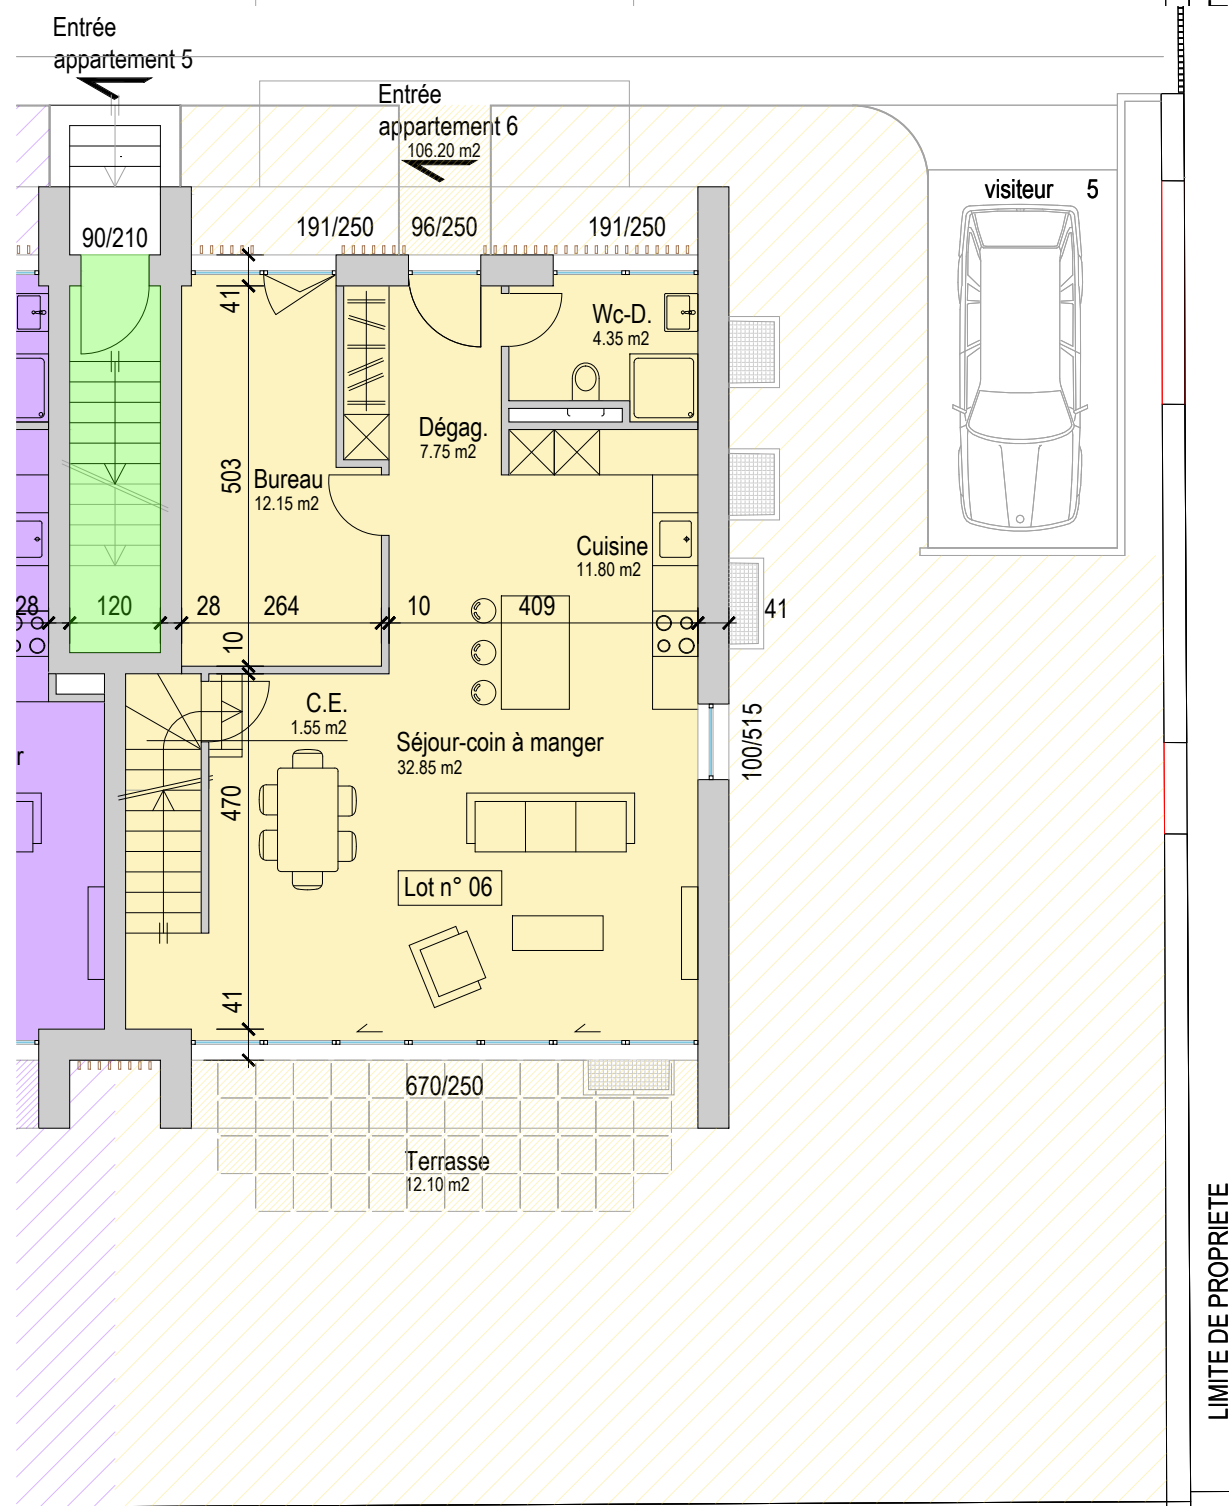 Entrée
appartement 5
Entrée
appartement 6
106.20 m2
visiteur 5
90/210
191/250
96/250
191/250
41
Wc-D.
4.35 m2
Dégag.
7.75 m2
503
Bureau
12.15 m2
Cuisine
11.80 m2
28
120
28
264
10
409
41
10
C.E.
1.55 m2
r
Séjour-coin à manger
32.85 m2
100/515
470
Lot n° 06
41
670/250
Terrasse
12.10 m2
LIMITE DE PROPRIETE